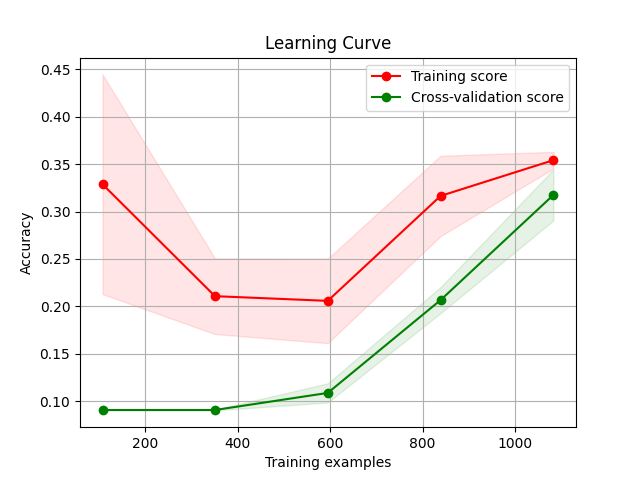 Learning Curve
Training score
Cross-validation score
0.45
0.40
0.35
0.30
0.25
0.20
0.15
0.10
Accuracy
200
400
600
800
1000
Training examples